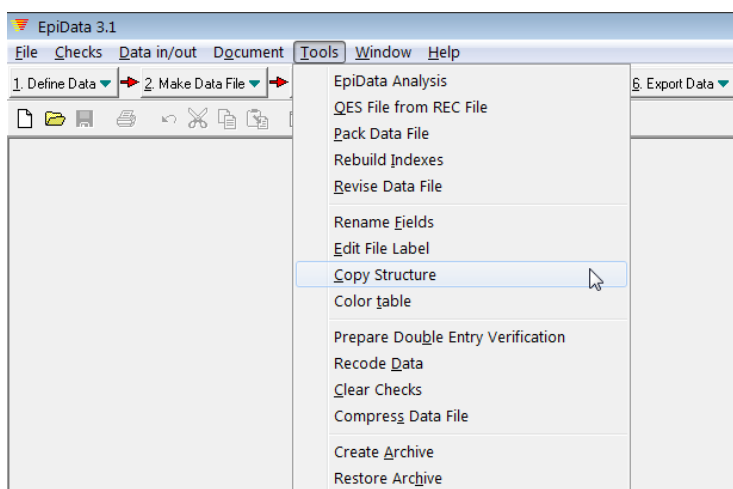 EpiData 3.1
File Checks Data in/out Document Tools Window Help
1. Define Data 2. Make Data File 6. Export Data
EpiData Analysis
QES File from REC File
Pack Data File
Rebuild Indexes
Revise Data File
Rename Fields
Edit File Label
Copy Structure
Color table
Prepare Double Entry Verification
Recode Data
Clear Checks
Compress Data File
Create Archive
Restore Archive